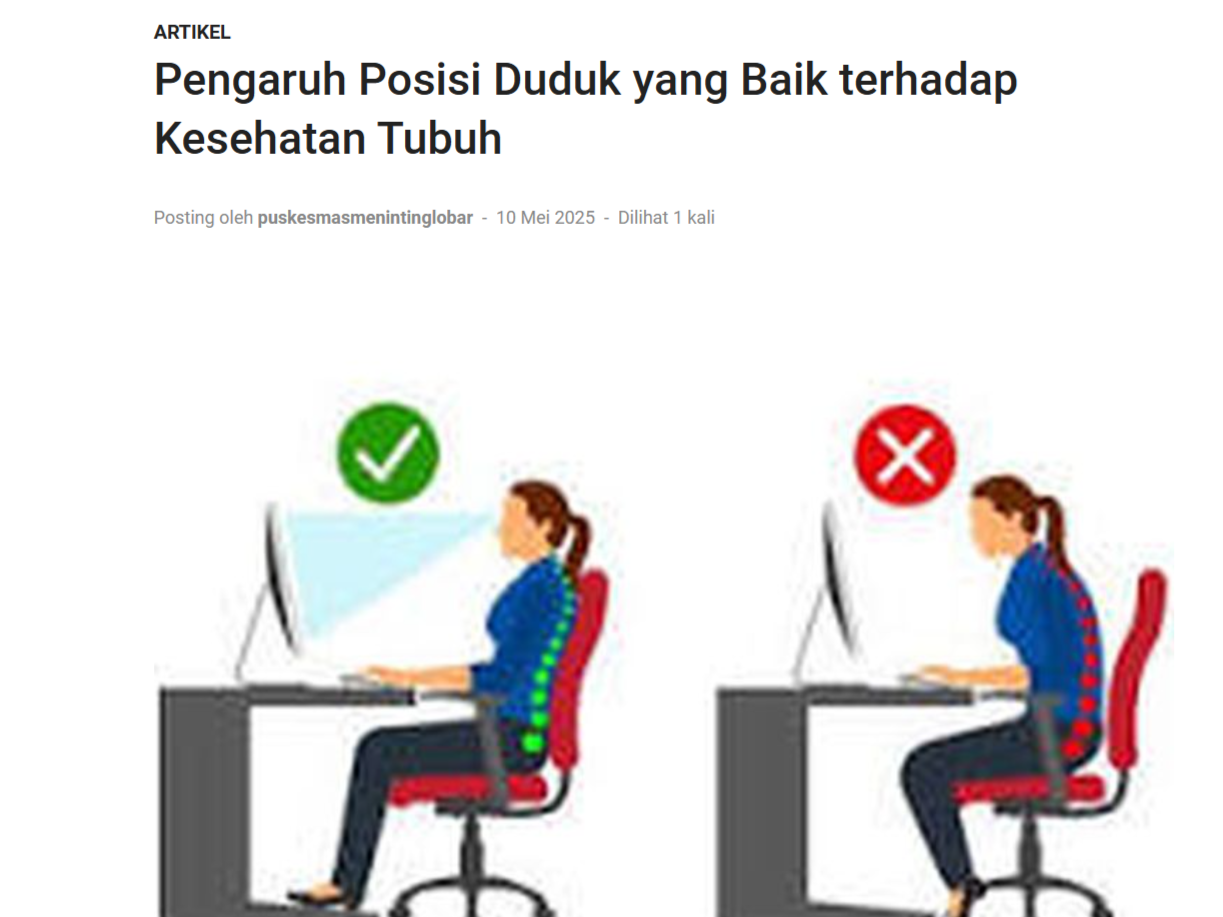 ARTIKEL
Pengaruh Posisi Duduk yang Baik terhadap
Kesehatan Tubuh
Posting oleh puskesmasmenintinglobar - 10 Mei 2025 - Dilihat 1 kali